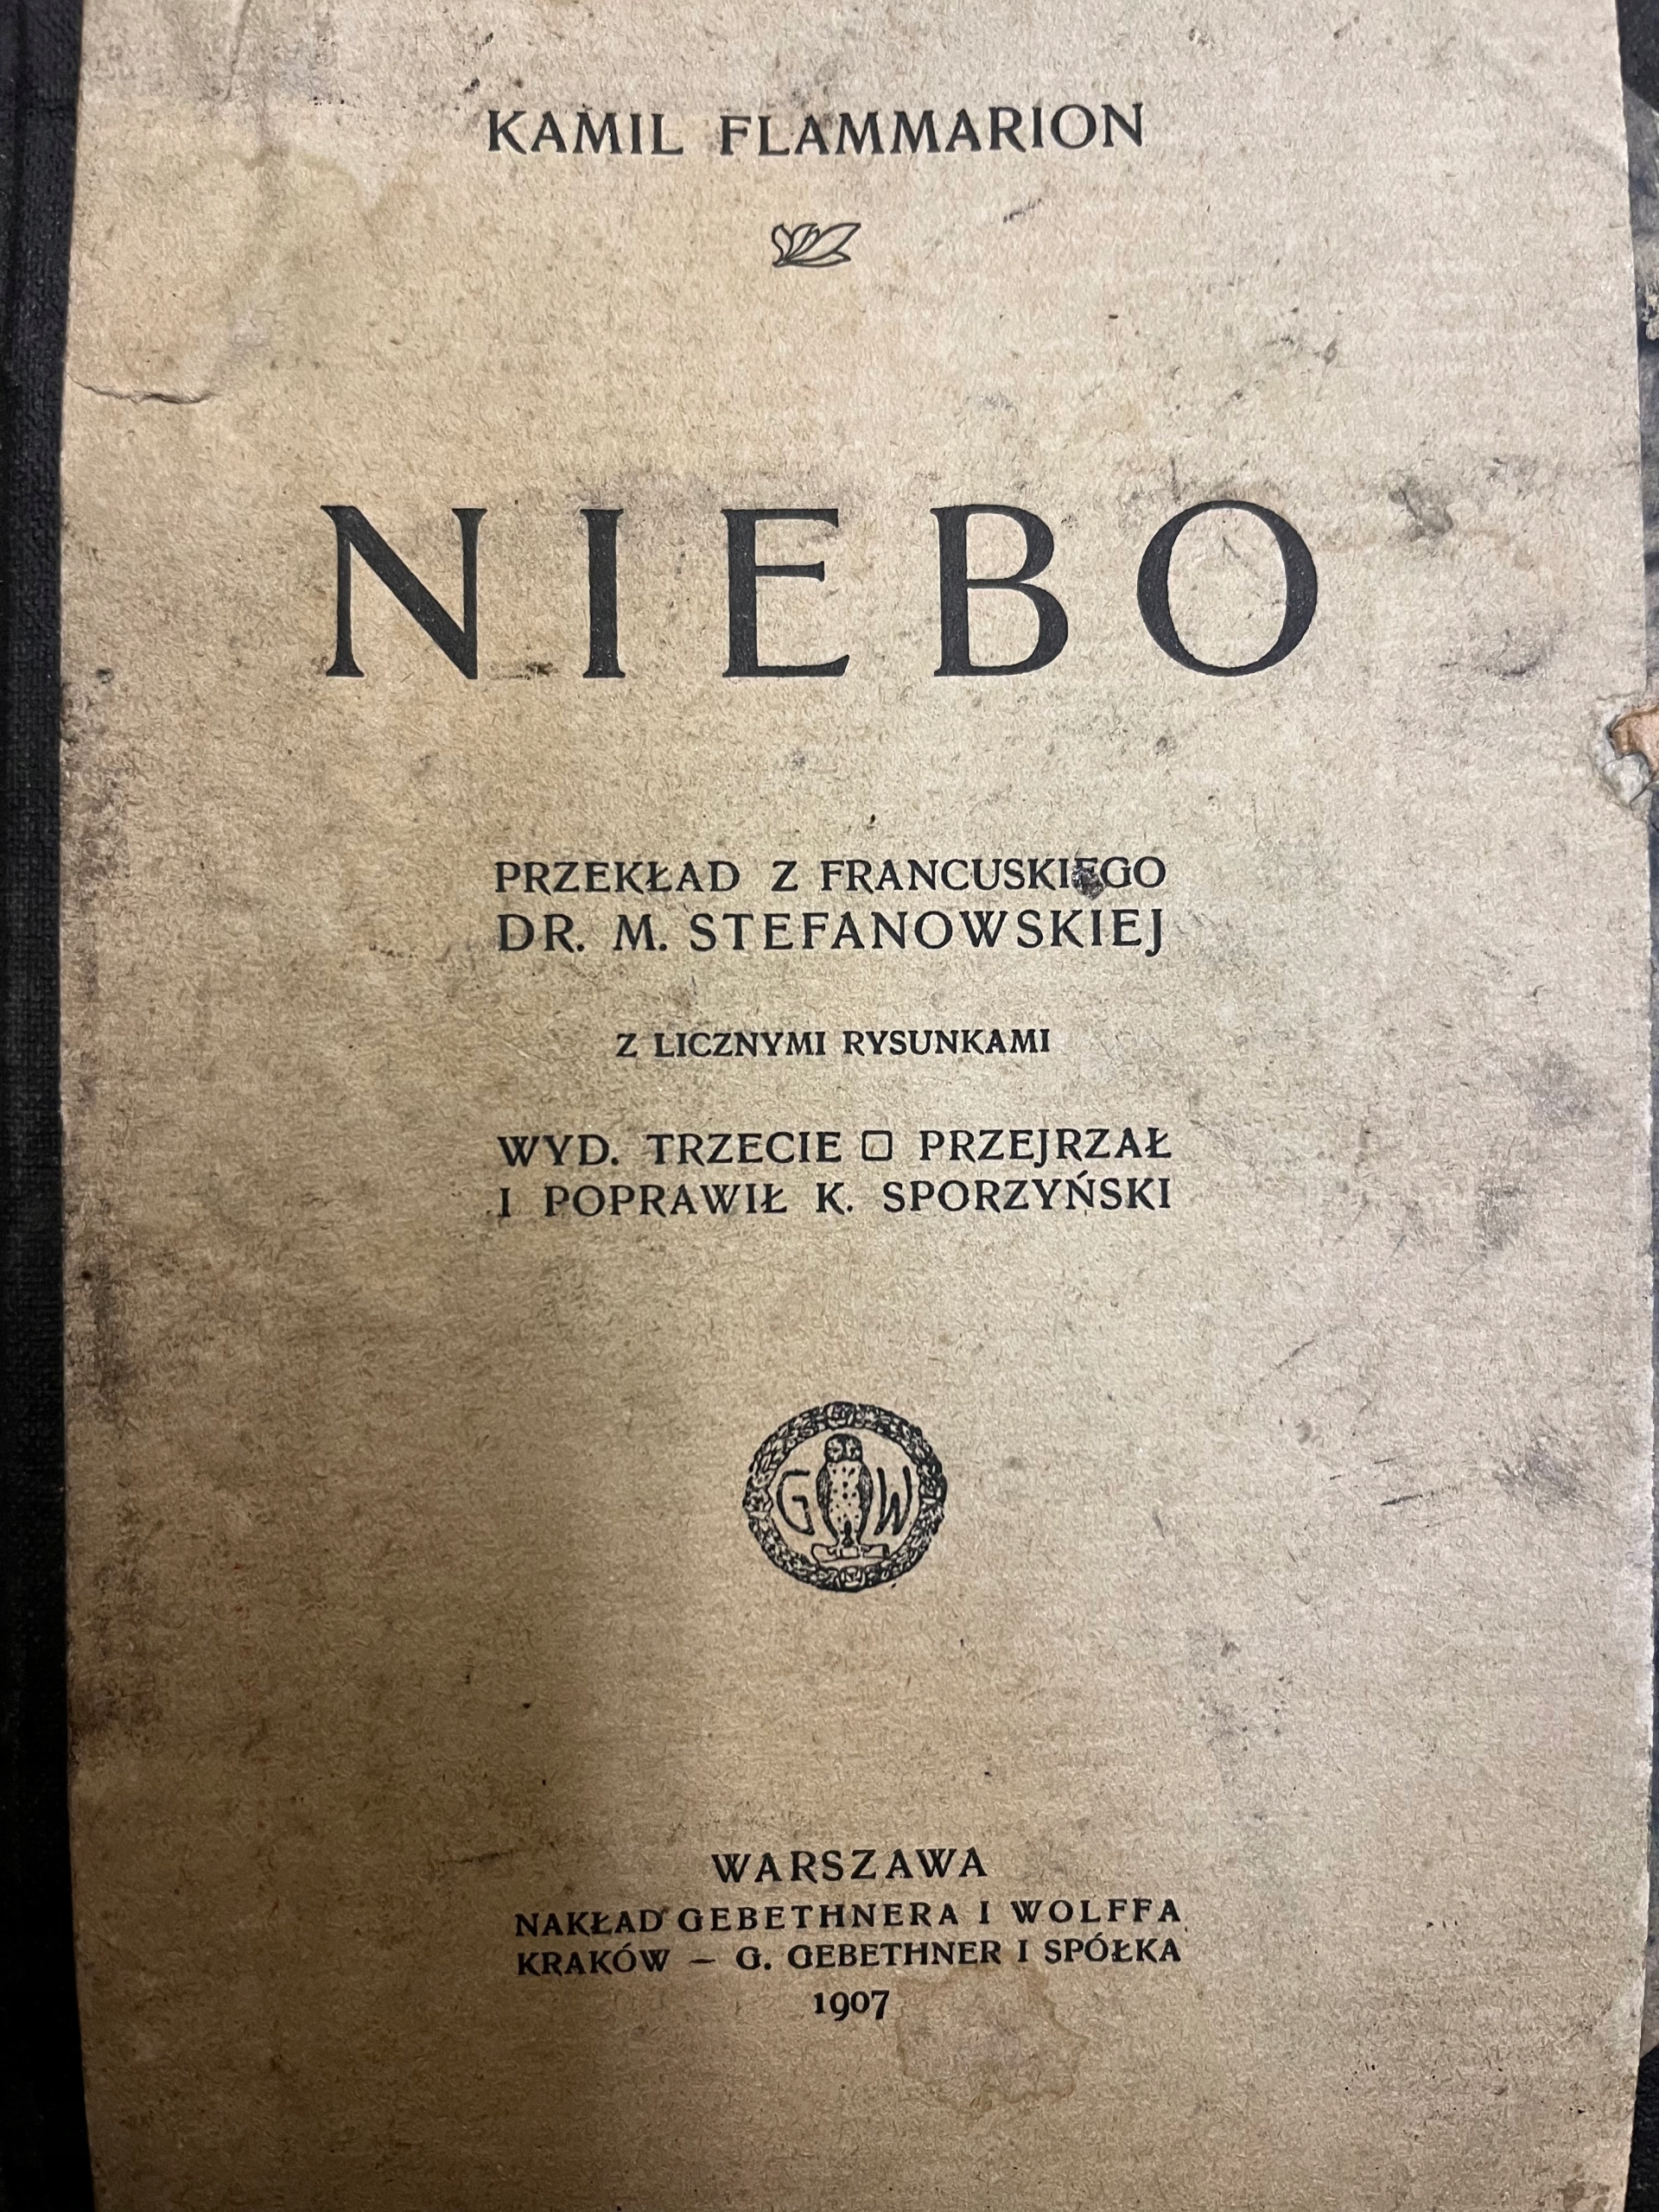 KAMIL FLAMMARION
NIEBO
PRZEKŁAD Z FRANCUSKIEGO
DR. M. STEFANOWSKIEJ
Z LICZNYMI RYSUNKAMI
WYD. TRZECIE □ PRZEJRZAŁ
I POPRAWIŁ K. SPORZYŃSKI
G W
WARSZAWA
NAKŁAD GEBETHNERA I WOLFFA
KRAKÓW — G. GEBETHNER I SPÓŁKA
1907